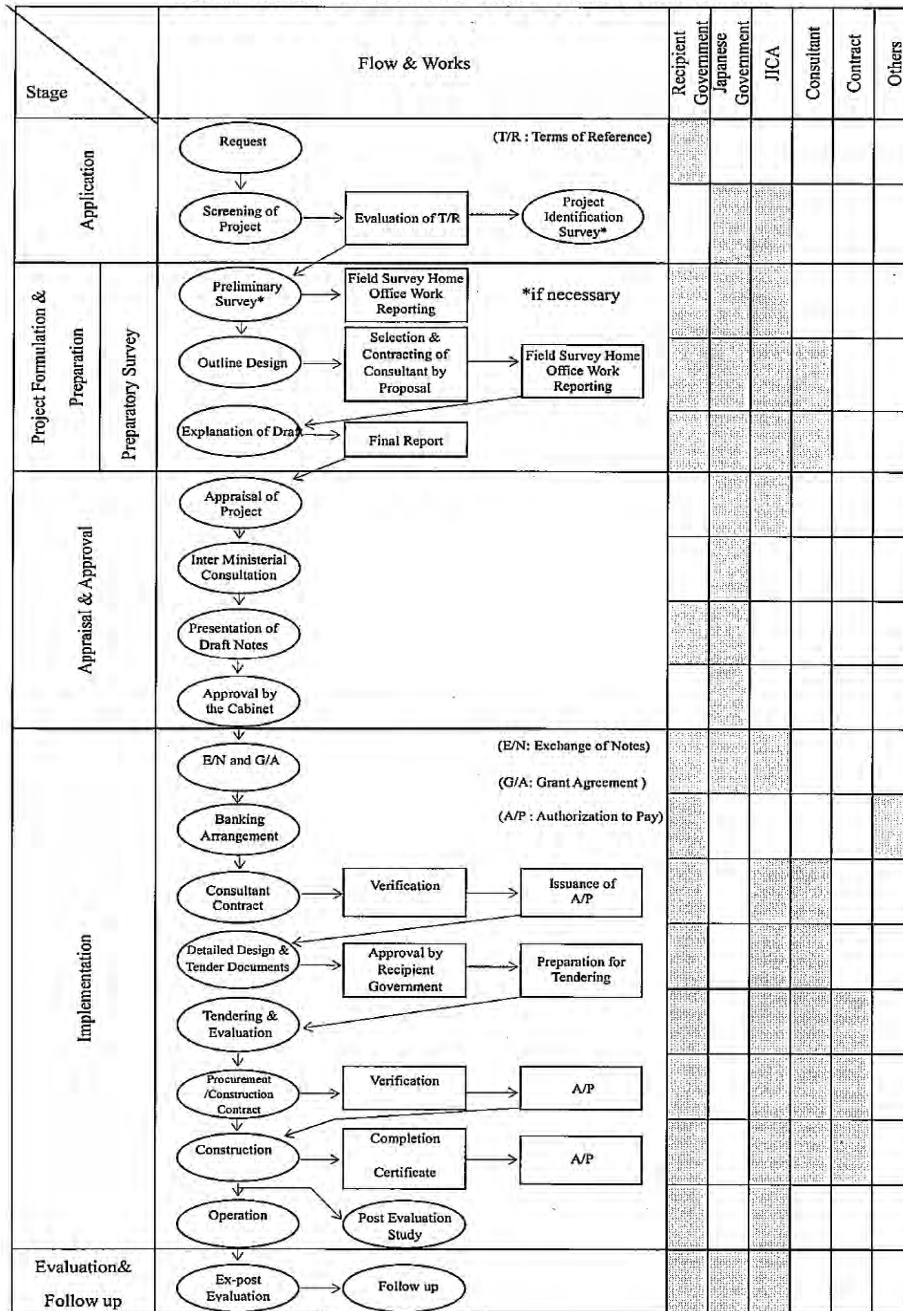 Stage
Flow & Works
Recipient
Government
Japanese
Government
JICA
Consultant
Contract
Others
Application
Request
(T/R : Terms of Reference)
Screening of
Project
Evaluation of T/R
Project
Identification
Survey*
Project Formulation &
Preparation
Preparatory Survey
Preliminary
Survey*
Field Survey Home
Office Work
Reporting
*if necessary
Outline Design
Selection &
Contracting of
Consultant by
Proposal
Field Survey Home
Office Work
Reporting
Explanation of Draft
Final Report
Appraisal & Approval
Appraisal of
Project
Inter Ministerial
Consultation
Presentation of
Draft Notes
Approval by
the Cabinet
Implementation
E/N and G/A
(E/N: Exchange of Notes)
(G/A: Grant Agreement )
(A/P : Authorization to Pay)
Banking
Arrangement
Consultant
Contract
Verification
Issuance of
A/P
Detailed Design &
Tender Documents
Approval by
Recipient
Government
Preparation for
Tendering
Tendering &
Evaluation
Procurement
/Construction
Contract
Verification
A/P
Construction
Completion
Certificate
A/P
Operation
Post Evaluation
Study
Evaluation&
Follow up
Ex-post
Evaluation
Follow up